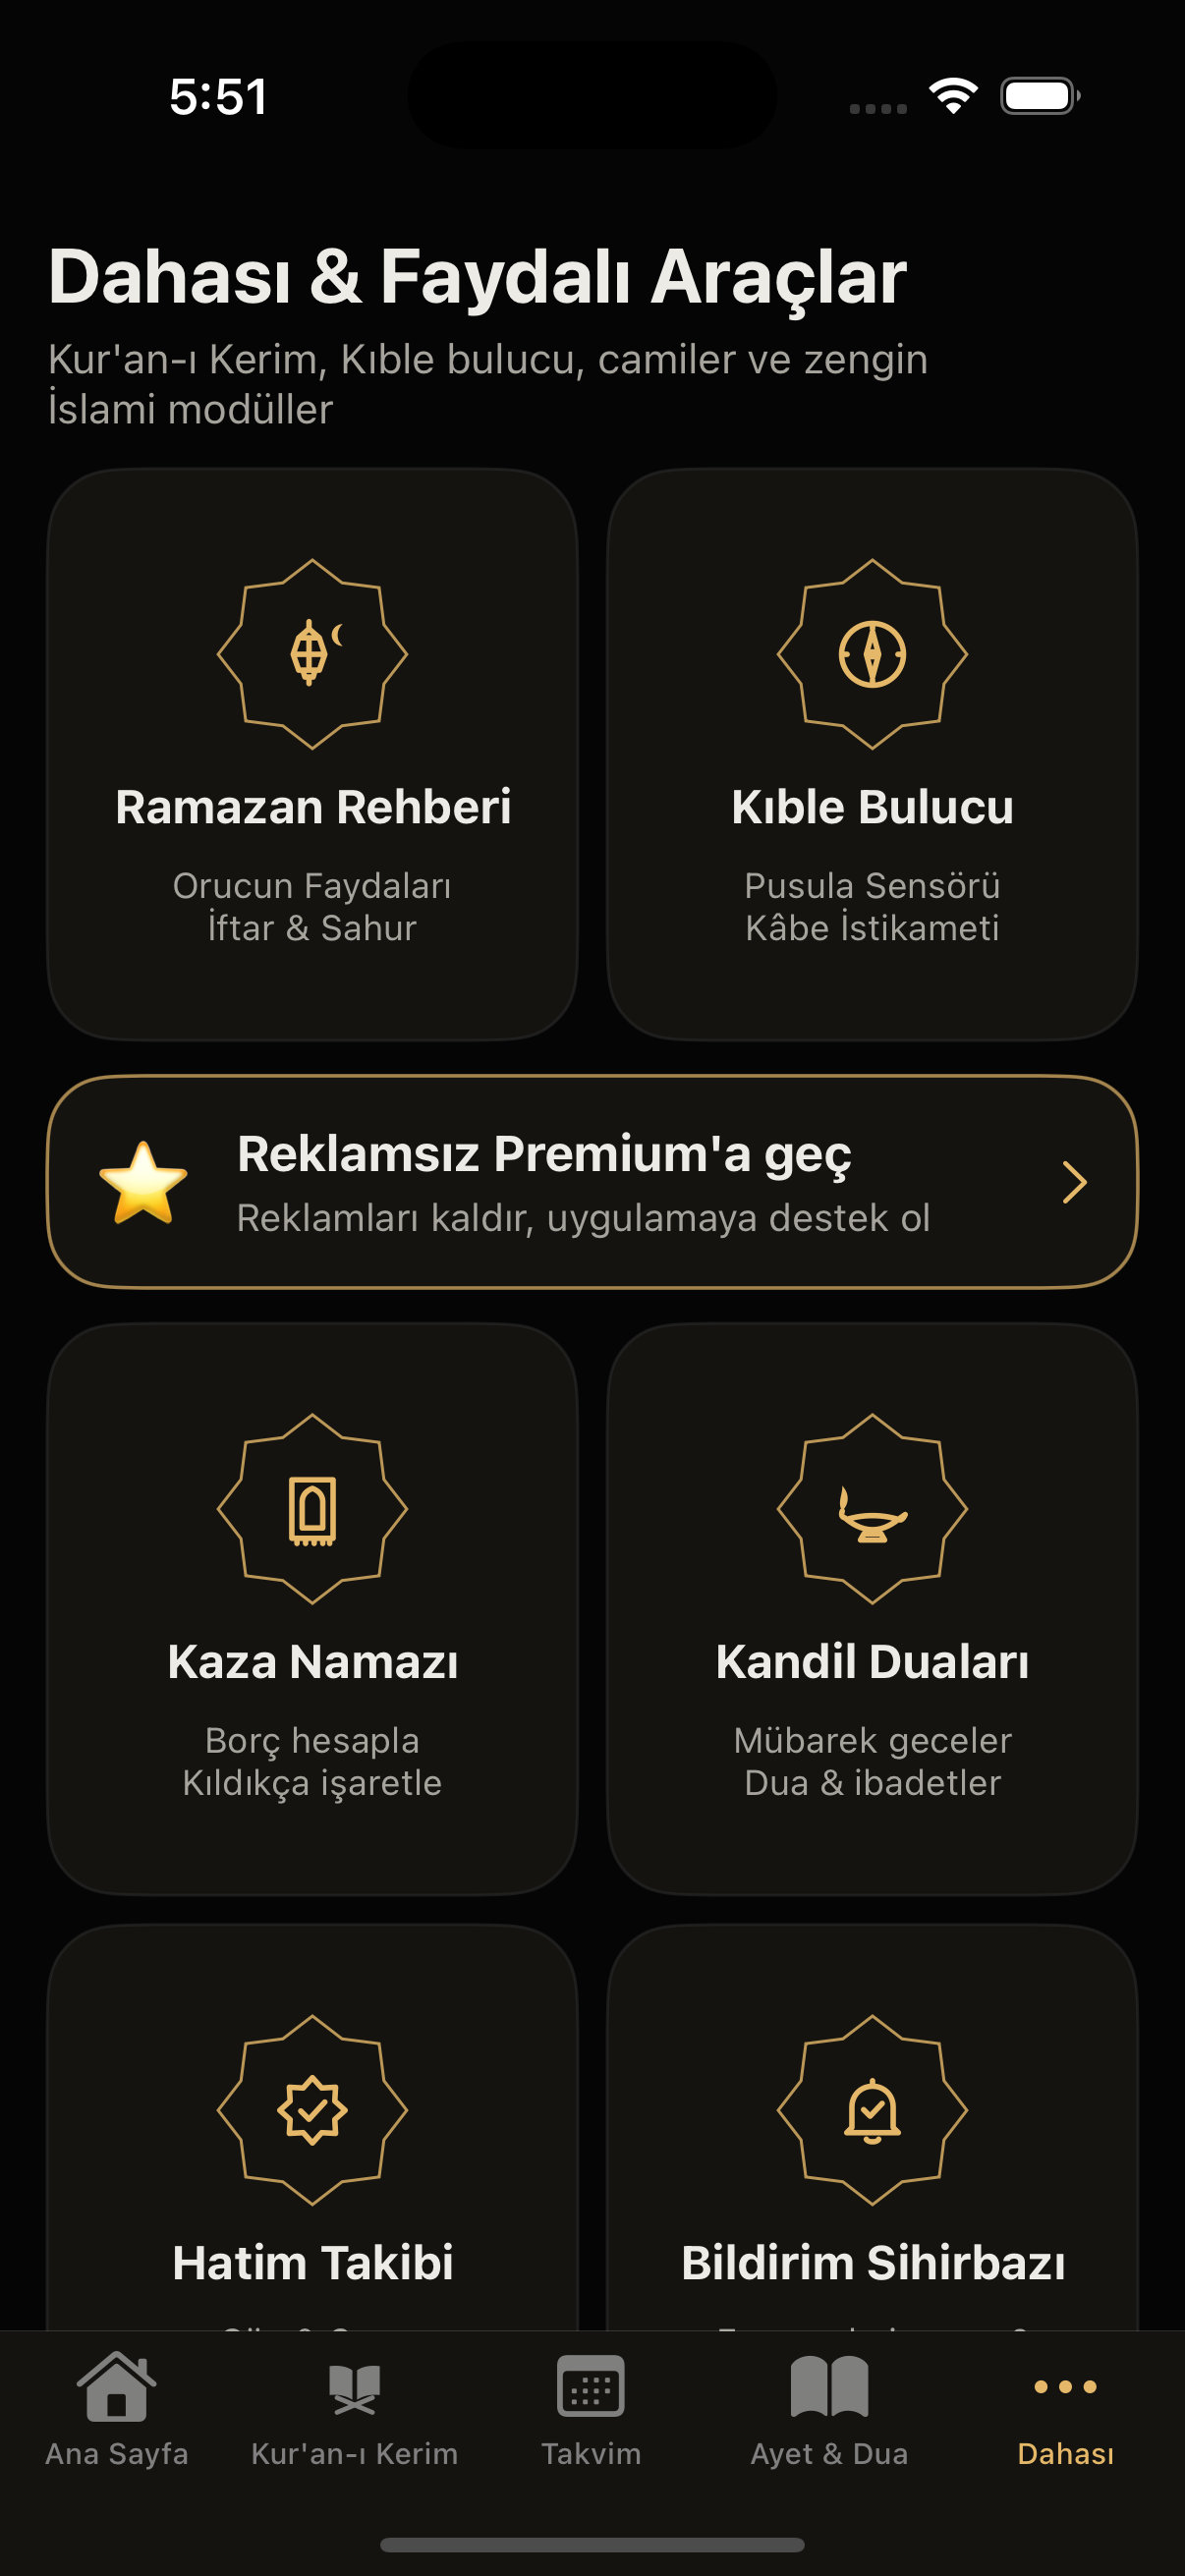 5:51
Dahası & Faydalı Araçlar
Kur'an-ı Kerim, Kıble bulucu, camiler ve zengin
İslami modüller
Ramazan Rehberi
Orucun Faydaları
İftar & Sahur
Kıble Bulucu
Pusula Sensörü
Kâbe İstikameti
Reklamsız Premium'a geç
Reklamları kaldır, uygulamaya destek ol
Kaza Namazı
Borç hesapla
Kıldıkça işaretle
Kandil Duaları
Mübarek geceler
Dua & ibadetler
Hatim Takibi
Bildirim Sihirbazı
Ana Sayfa
Kur'an-ı Kerim
Takvim
Ayet & Dua
Dahası